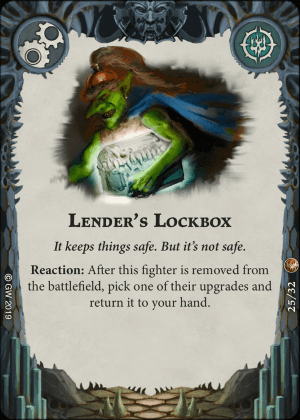 Lender's Lockbox
It keeps things safe. But it's not safe.
Reaction: After this fighter is removed from
the battlefield, pick one of their upgrades and
return it to your hand.
© GW 2019
25/32